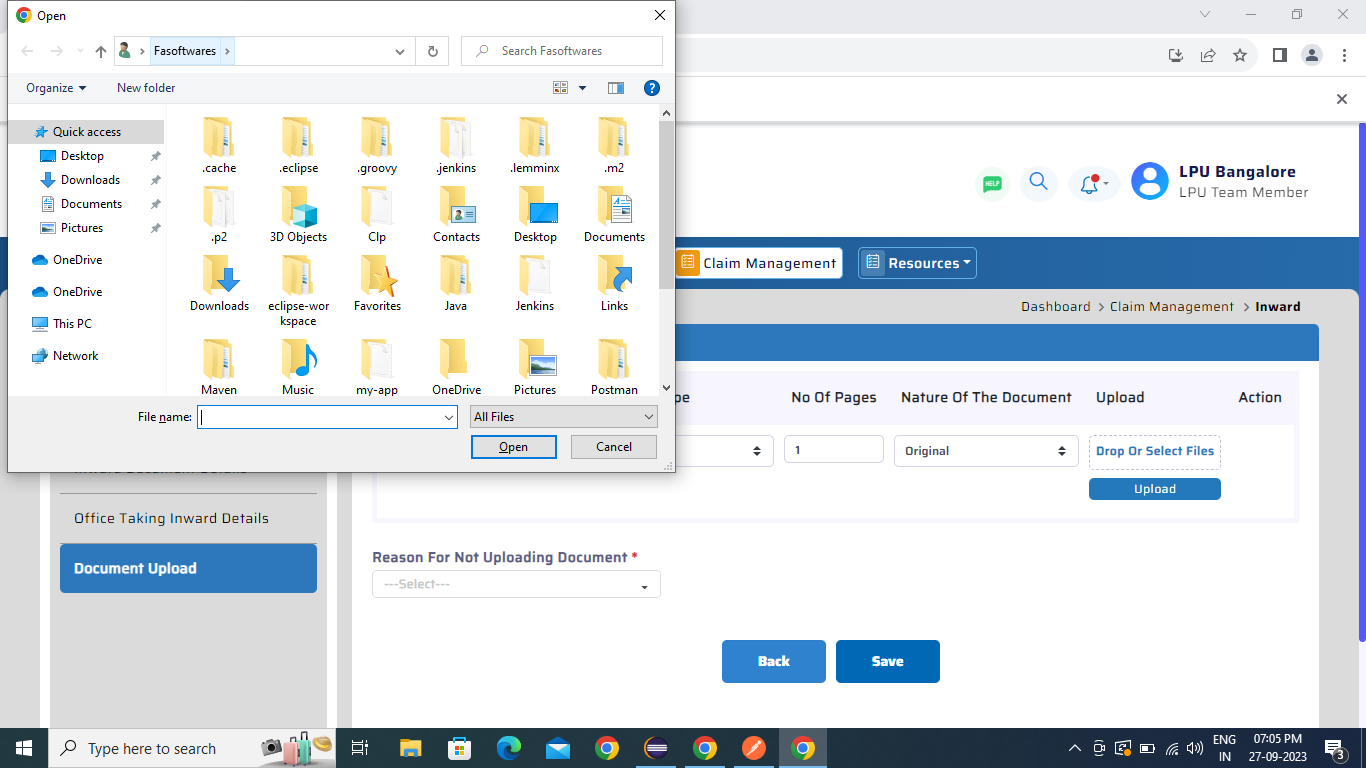 Open
Fasoftwares
Search Fasoftwares
Organize
New folder
Quick access
Desktop
Downloads
Documents
Pictures
OneDrive
OneDrive
This PC
Network
.cache
.eclipse
.groovy
.jenkins
.lemminx
.m2
.p2
3D Objects
Clp
Contacts
Desktop
Documents
Downloads
eclipse-wor
kspace
Favorites
Java
Jenkins
Links
Maven
Music
my-app
OneDrive
Pictures
Postman
File name:
All Files
Open
Cancel
HELP
LPU Bangalore
LPU Team Member
Claim Management
Resources
Dashboard > Claim Management > Inward
No Of Pages
Nature Of The Document
Upload
Action
1
Original
Drop Or Select Files
Upload
Office Taking Inward Details
Document Upload
Reason For Not Uploading Document *
---Select---
Back
Save
Type here to search
ENG
IN
07:05 PM
27-09-2023
3